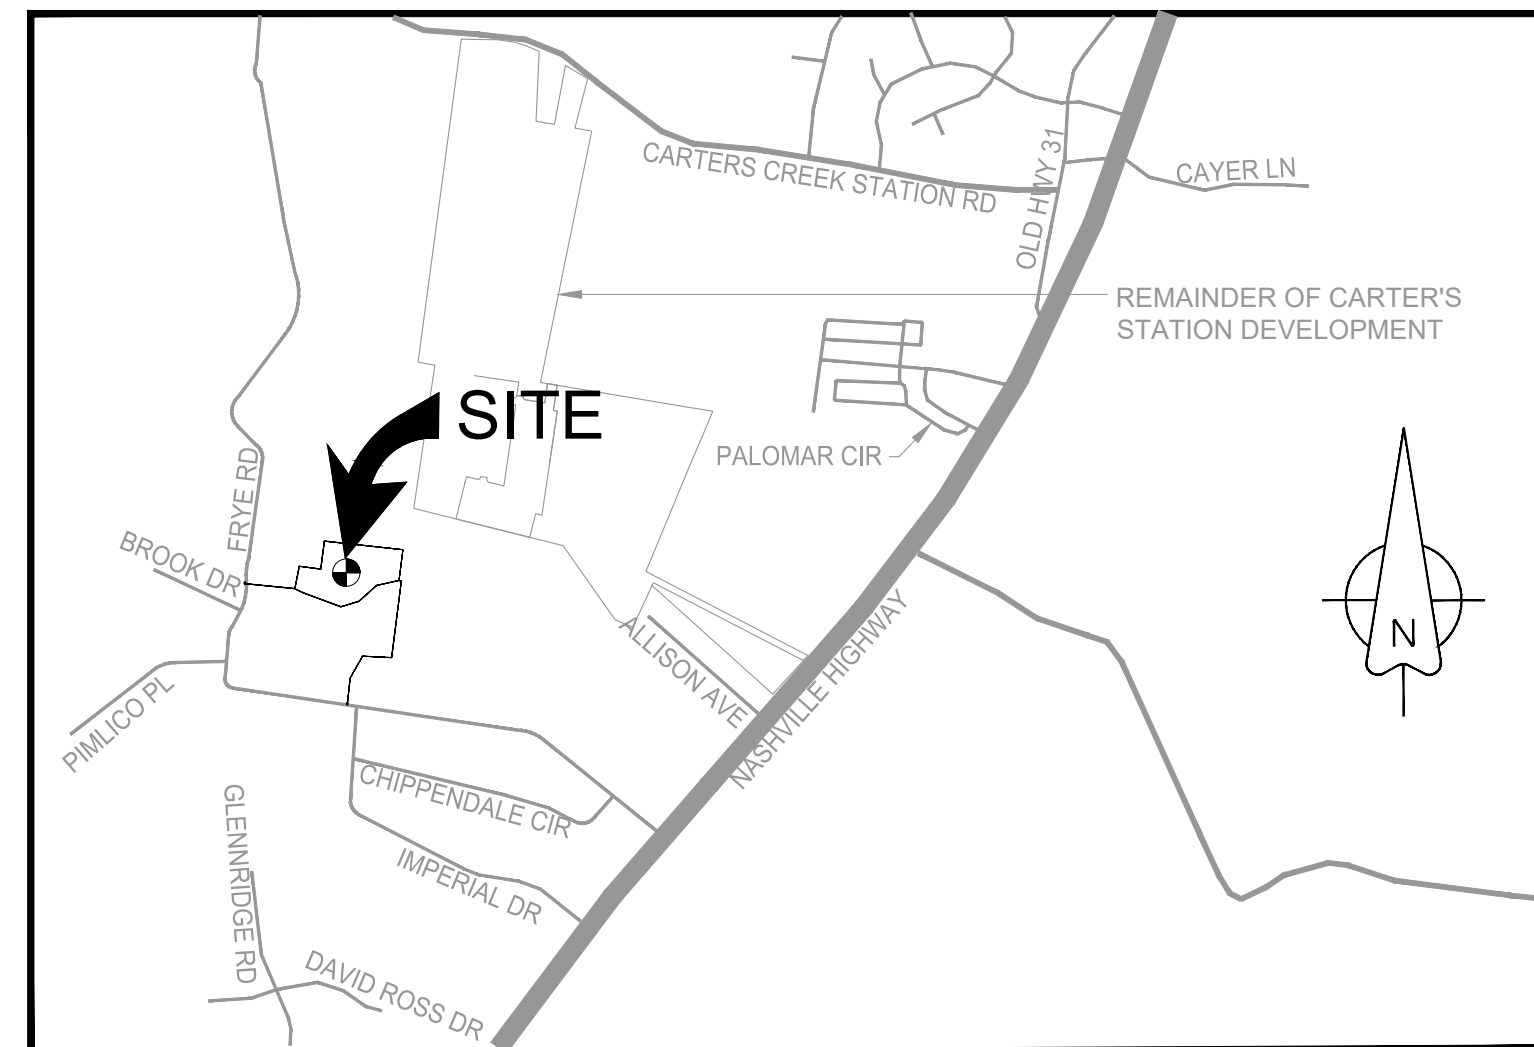 CARTERS CREEK STATION RD
OLD HWY 31
CAYER LN
REMAINDER OF CARTER'S
STATION DEVELOPMENT
SITE
PALOMAR CIR
FRYE RD
BROOK DR
N
ALLISON AVE
NASHVILLE HIGHWAY
PIMLICO PL
CHIPPENDALE CIR
GLENNRIDGE RD
IMPERIAL DR
DAVID ROSS DR